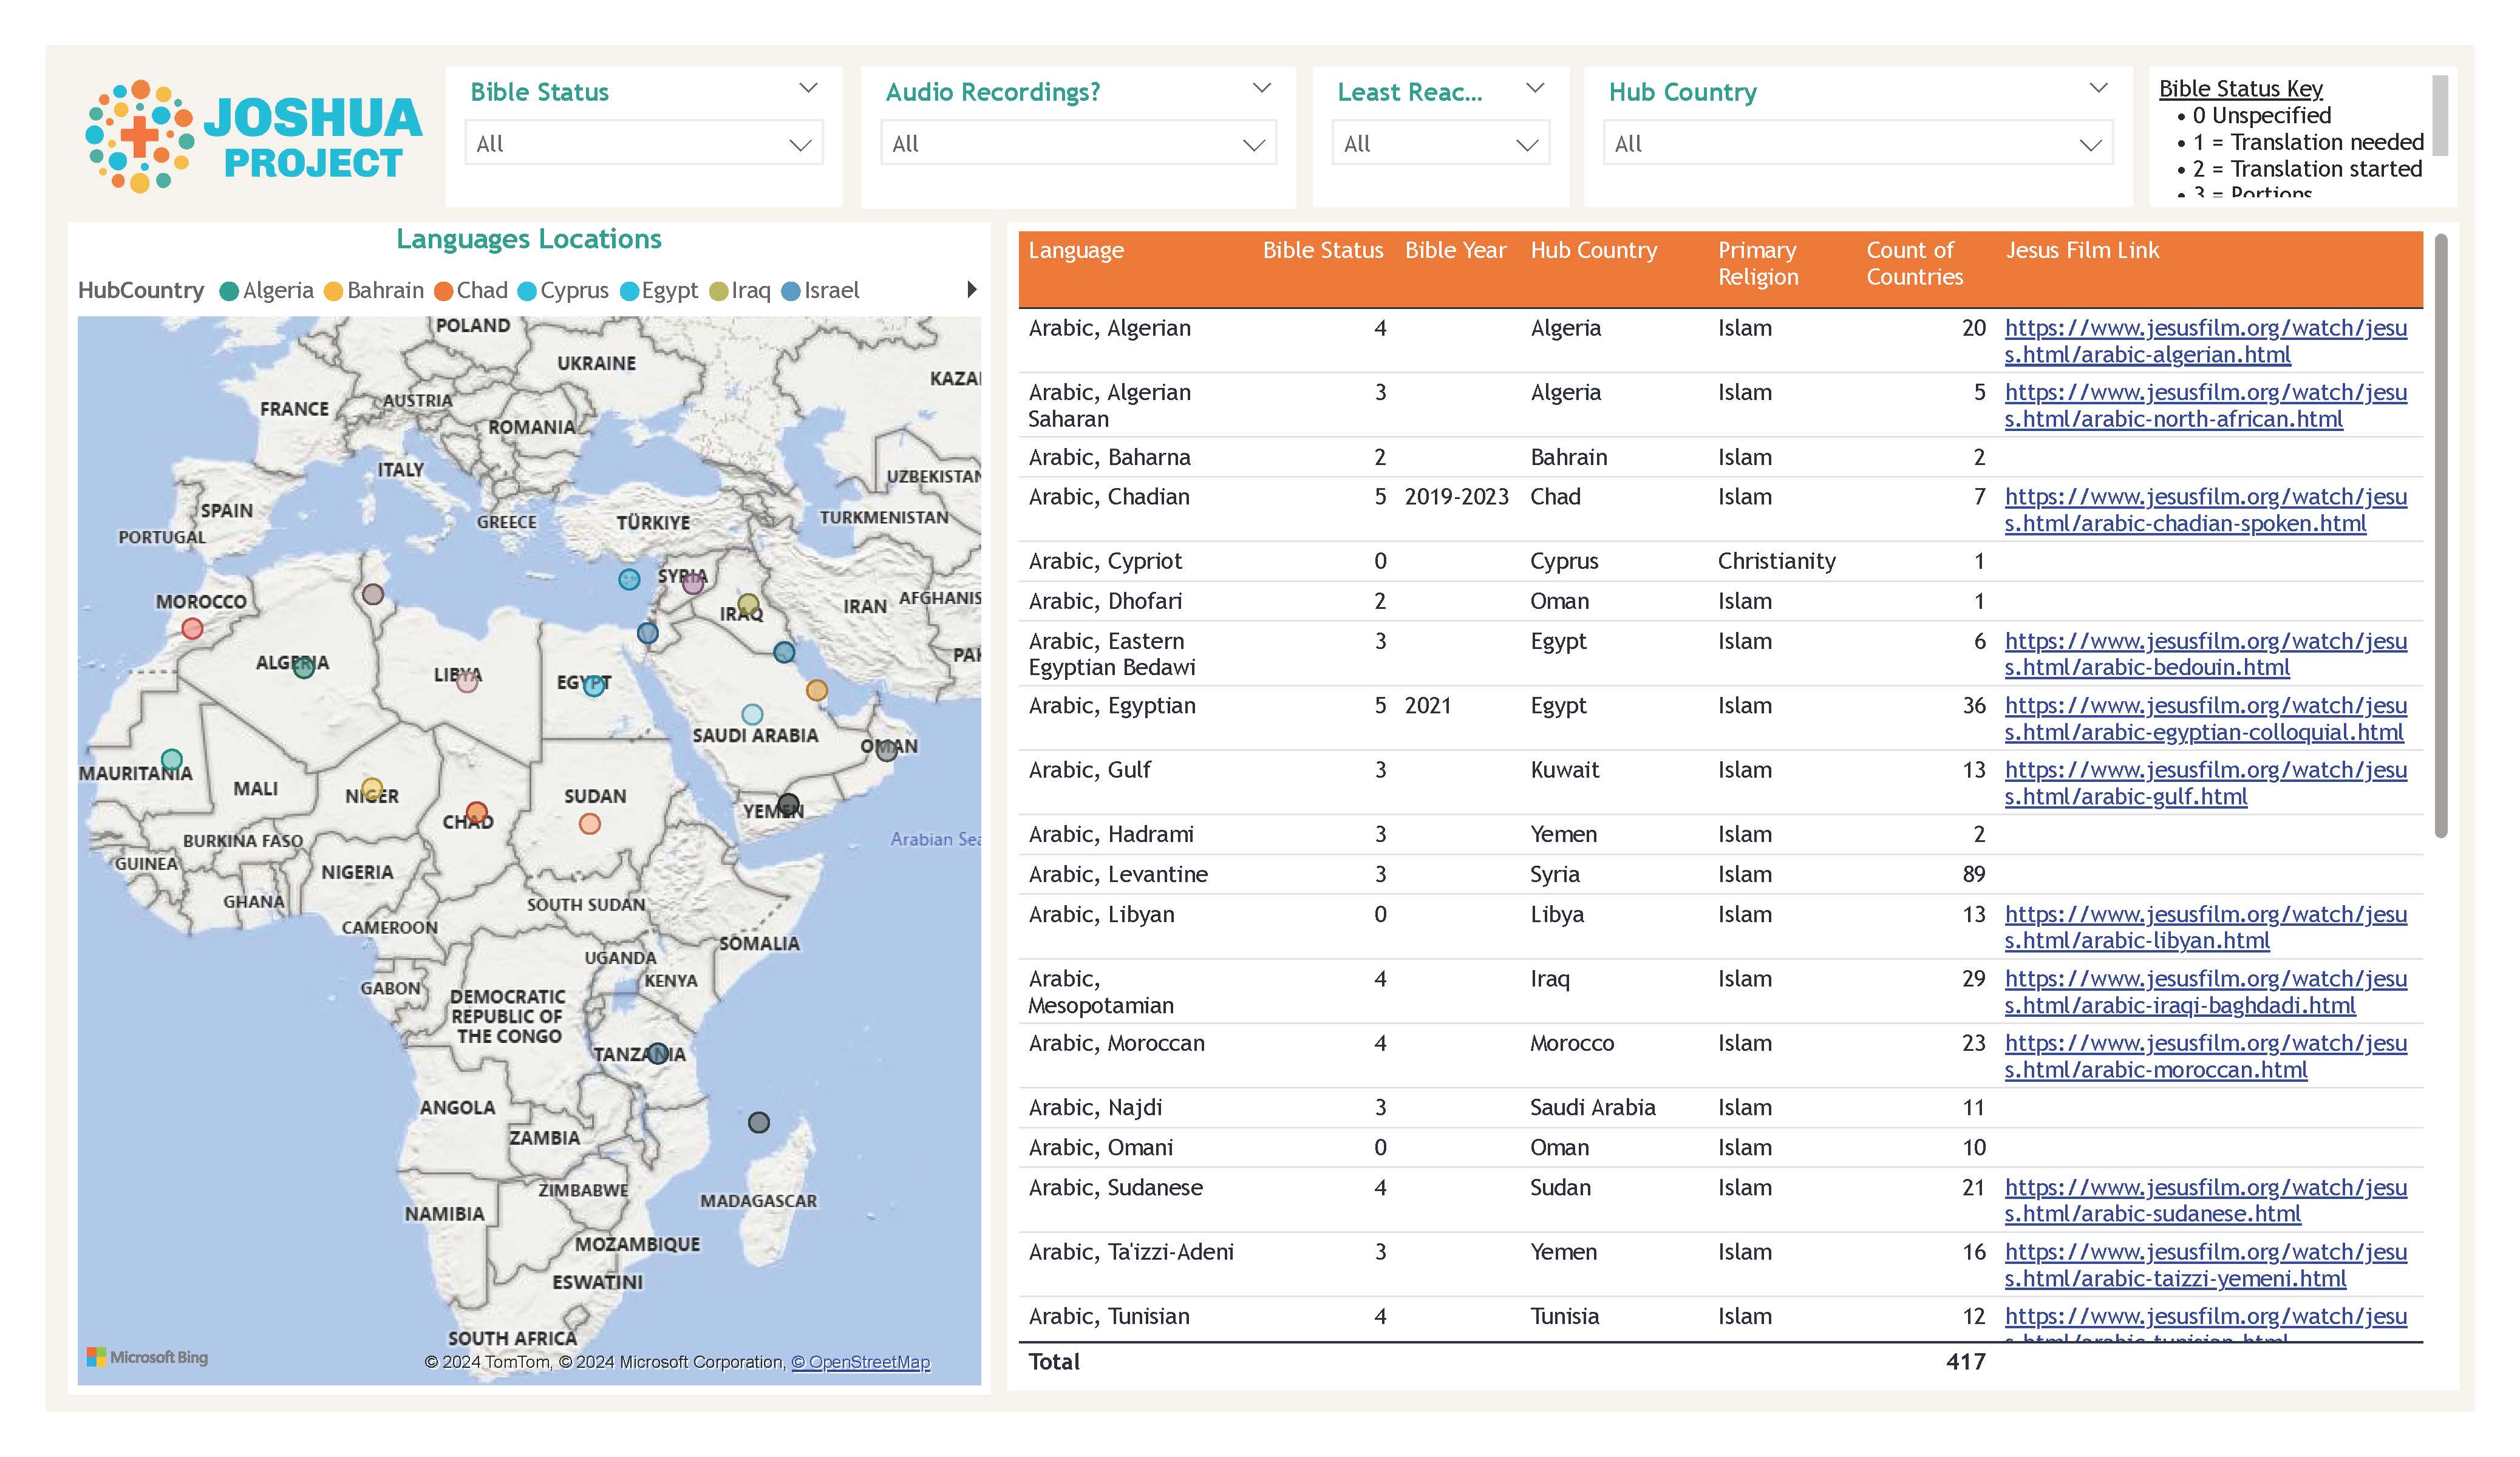 JOSHUA
PROJECT
Bible Status
All
Audio Recordings?
All
Least Reac...
All
Hub Country
All
Bible Status Key
• 0 Unspecified
• 1 = Translation needed
• 2 = Translation started
• 3 = Portions
Languages Locations
HubCountry Algeria Bahrain Chad Cyprus Egypt Iraq Israel
POLAND
UKRAINE
KAZAI
FRANCE
AUSTRIA
ROMANIA
ITALY
UZBEKISTAN
SPAIN
GREECE
TÜRKIYE
TURKMENISTAN
PORTUGAL
SYRIA
MOROCCO
IRAQ
IRAN
AFGHANIS
ALGERIA
LIBYA
EGYPT
PAK
SAUDI ARABIA
OMAN
MAURITANIA
MALI
NIGER
CHAD
SUDAN
YEMEN
BURKINA FASO
Arabian Sea
GUINEA
NIGERIA
GHANA
SOUTH SUDAN
CAMEROON
SOMALIA
UGANDA
KENYA
GABON
DEMOCRATIC
REPUBLIC OF
THE CONGO
TANZANIA
ANGOLA
ZAMBIA
ZIMBABWE
MADAGASCAR
NAMIBIA
MOZAMBIQUE
ESWATINI
SOUTH AFRICA
Microsoft Bing
© 2024 TomTom, © 2024 Microsoft Corporation, © OpenStreetMap
Language Bible Status Bible Year Hub Country Primary Count of Jesus Film Link
Religion Countries
Arabic, Algerian 4 Algeria Islam 20 https://www.jesusfilm.org/watch/jesu
s.html/arabic-algerian.html
Arabic, Algerian 3 Algeria Islam 5 https://www.jesusfilm.org/watch/jesu
Saharan s.html/arabic-north-african.html
Arabic, Baharna 2 Bahrain Islam 2
Arabic, Chadian 5 2019-2023 Chad Islam 7 https://www.jesusfilm.org/watch/jesu
s.html/arabic-chadian-spoken.html
Arabic, Cypriot 0 Cyprus Christianity 1
Arabic, Dhofari 2 Oman Islam 1
Arabic, Eastern 3 Egypt Islam 6 https://www.jesusfilm.org/watch/jesu
Egyptian Bedawi s.html/arabic-bedouin.html
Arabic, Egyptian 5 2021 Egypt Islam 36 https://www.jesusfilm.org/watch/jesu
s.html/arabic-egyptian-colloquial.html
Arabic, Gulf 3 Kuwait Islam 13 https://www.jesusfilm.org/watch/jesu
s.html/arabic-gulf.html
Arabic, Hadrami 3 Yemen Islam 2
Arabic, Levantine 3 Syria Islam 89
Arabic, Libyan 0 Libya Islam 13 https://www.jesusfilm.org/watch/jesu
s.html/arabic-libyan.html
Arabic, 4 Iraq Islam 29 https://www.jesusfilm.org/watch/jesu
Mesopotamian s.html/arabic-iraqi-baghdadi.html
Arabic, Moroccan 4 Morocco Islam 23 https://www.jesusfilm.org/watch/jesu
s.html/arabic-moroccan.html
Arabic, Najdi 3 Saudi Arabia Islam 11
Arabic, Omani 0 Oman Islam 10
Arabic, Sudanese 4 Sudan Islam 21 https://www.jesusfilm.org/watch/jesu
s.html/arabic-sudanese.html
Arabic, Ta'izzi-Adeni 3 Yemen Islam 16 https://www.jesusfilm.org/watch/jesu
s.html/arabic-taizzi-yemeni.html
Arabic, Tunisian 4 Tunisia Islam 12 https://www.jesusfilm.org/watch/jesu
s.html/arabic-tunisian.html
Total 417